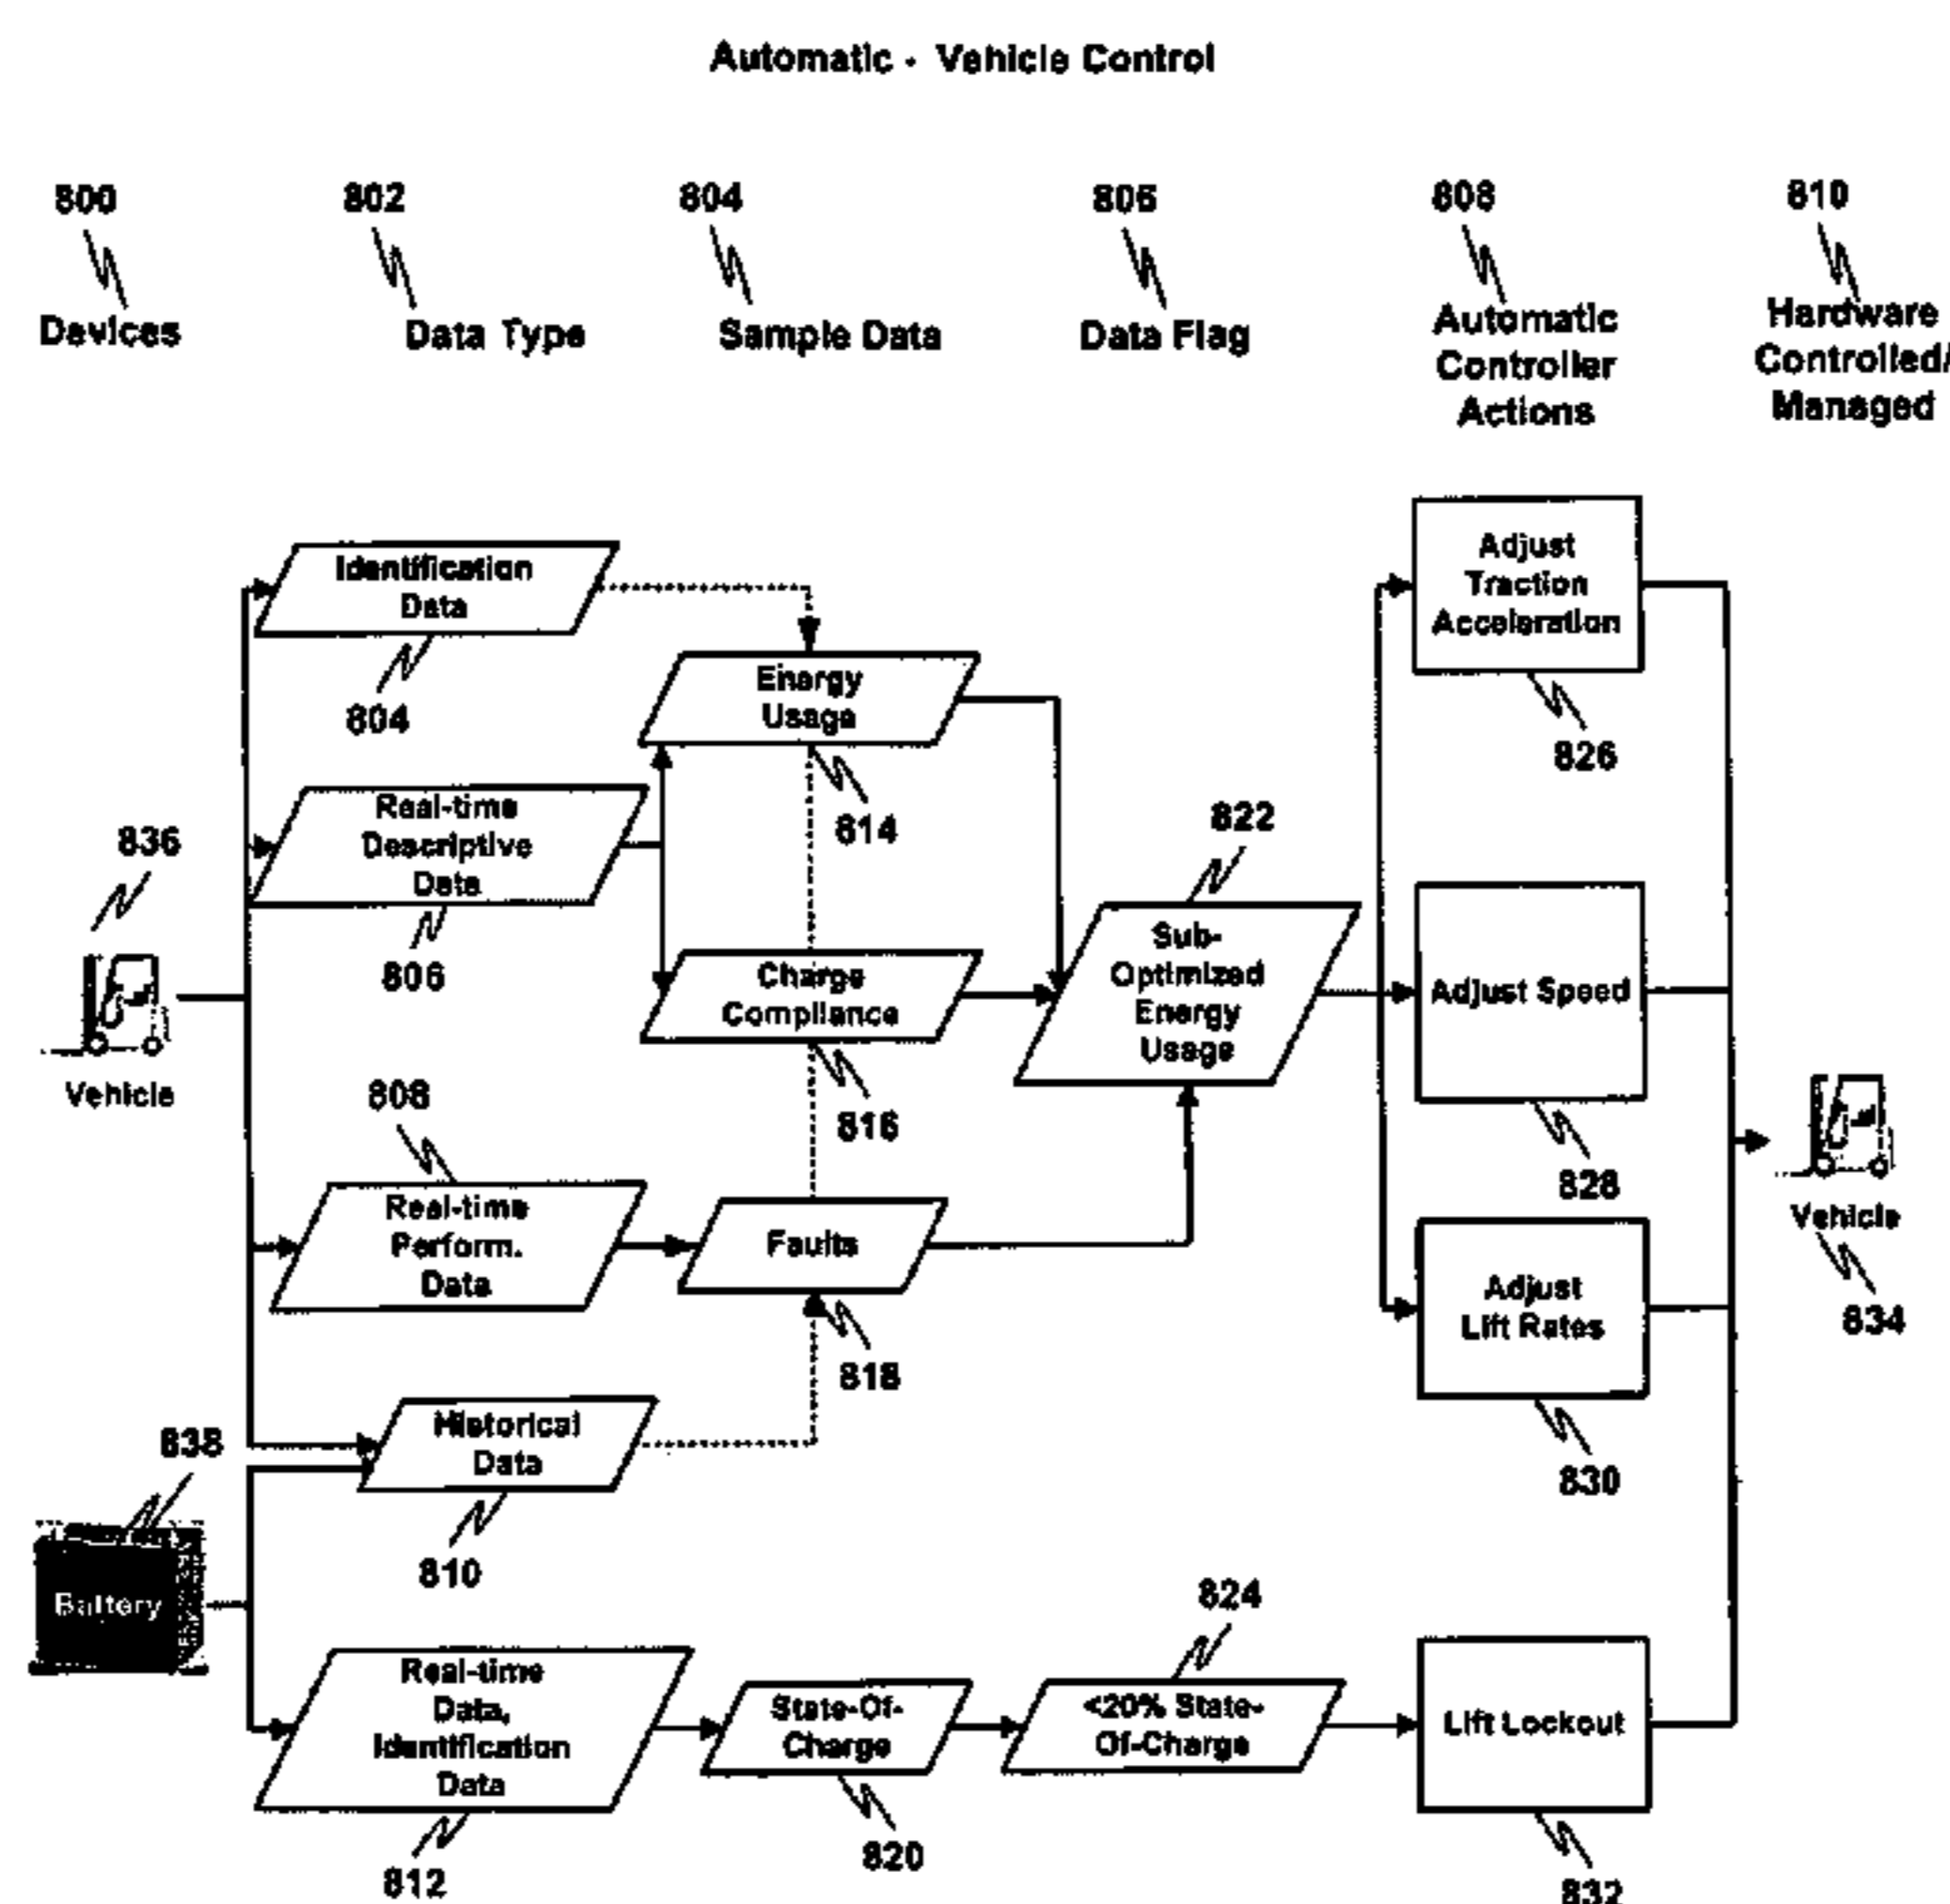 Automatic - Vehicle Control
800
802
804
806
808
810
Devices
Data Type
Sample Data
Data Flag
Automatic
Controller
Actions
Hardware
Controlled/
Managed
Identification
Data
804
Real-time
Descriptive
Data
806
836
Vehicle
808
Real-time
Perform.
Data
Historical
Data
810
838
Battery
Real-time
Data,
Identification
Data
812
Energy
Usage
814
Charge
Compliance
816
Faults
818
State-Of-
Charge
820
822
Sub-
Optimized
Energy
Usage
824
<20% State-
Of-Charge
Adjust
Traction
Acceleration
826
Adjust Speed
828
Adjust
Lift Rates
830
Lift Lockout
832
Vehicle
834